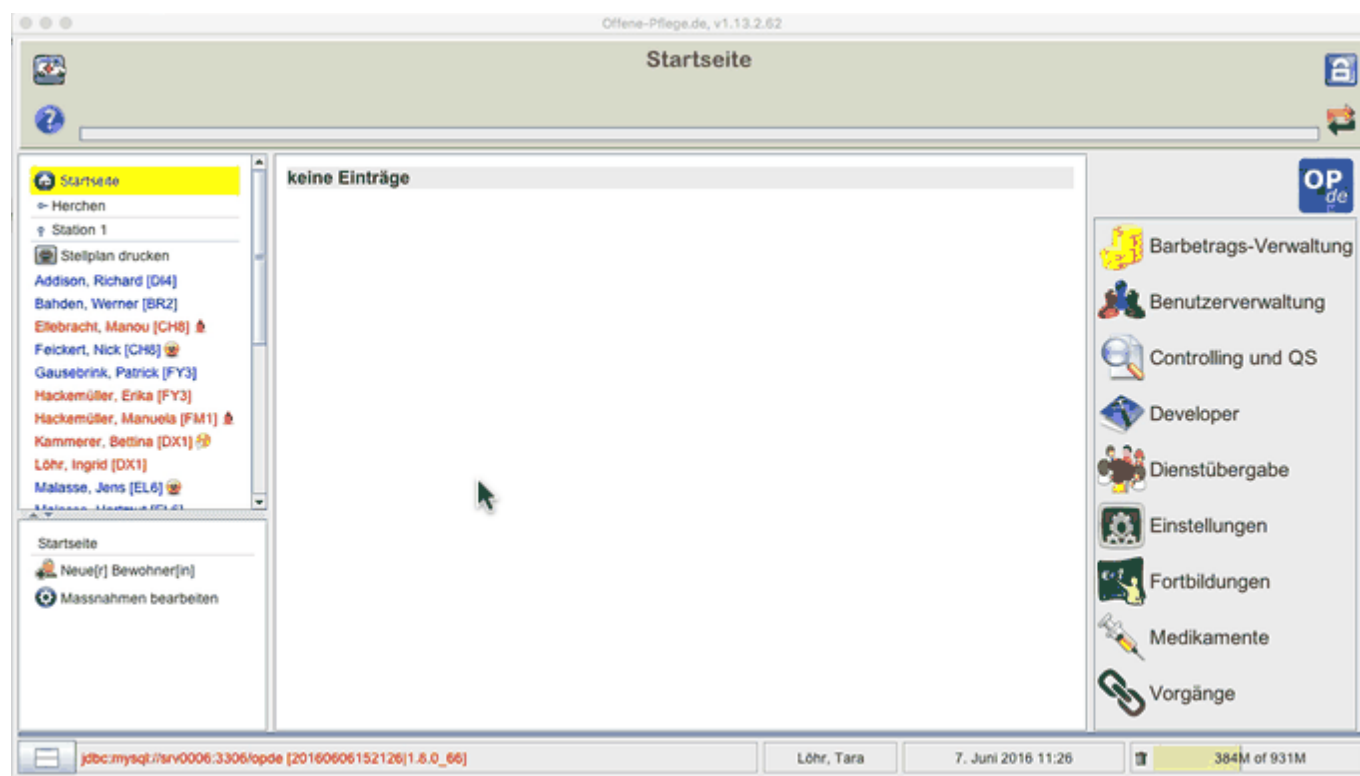 Offene-Pflege.de, v1.13.2.62
Startseite
Startseite
Herchen
Station 1
Stellplan drucken
Addison, Richard [DI4]
Bahden, Werner [BR2]
Ellebracht, Manou [CH8]
Feickert, Nick [CH8]
Gausebrink, Patrick [FY3]
Hackemüller, Erika [FY3]
Hackemüller, Manuela [FM1]
Kammerer, Bettina [DX1]
Löhr, Ingrid [DX1]
Malasse, Jens [EL6]
keine Einträge
OP
de
Barbetrags-Verwaltung
Benutzerverwaltung
Controlling und QS
Developer
Dienstübergabe
Einstellungen
Fortbildungen
Medikamente
Vorgänge
Startseite
Neue[r] Bewohner[in]
Massnahmen bearbeiten
jdbc:mysql://srv0006:3306/opde [20160606152126|1.8.0_66]
Löhr, Tara
7. Juni 2016 11:26
384M of 931M